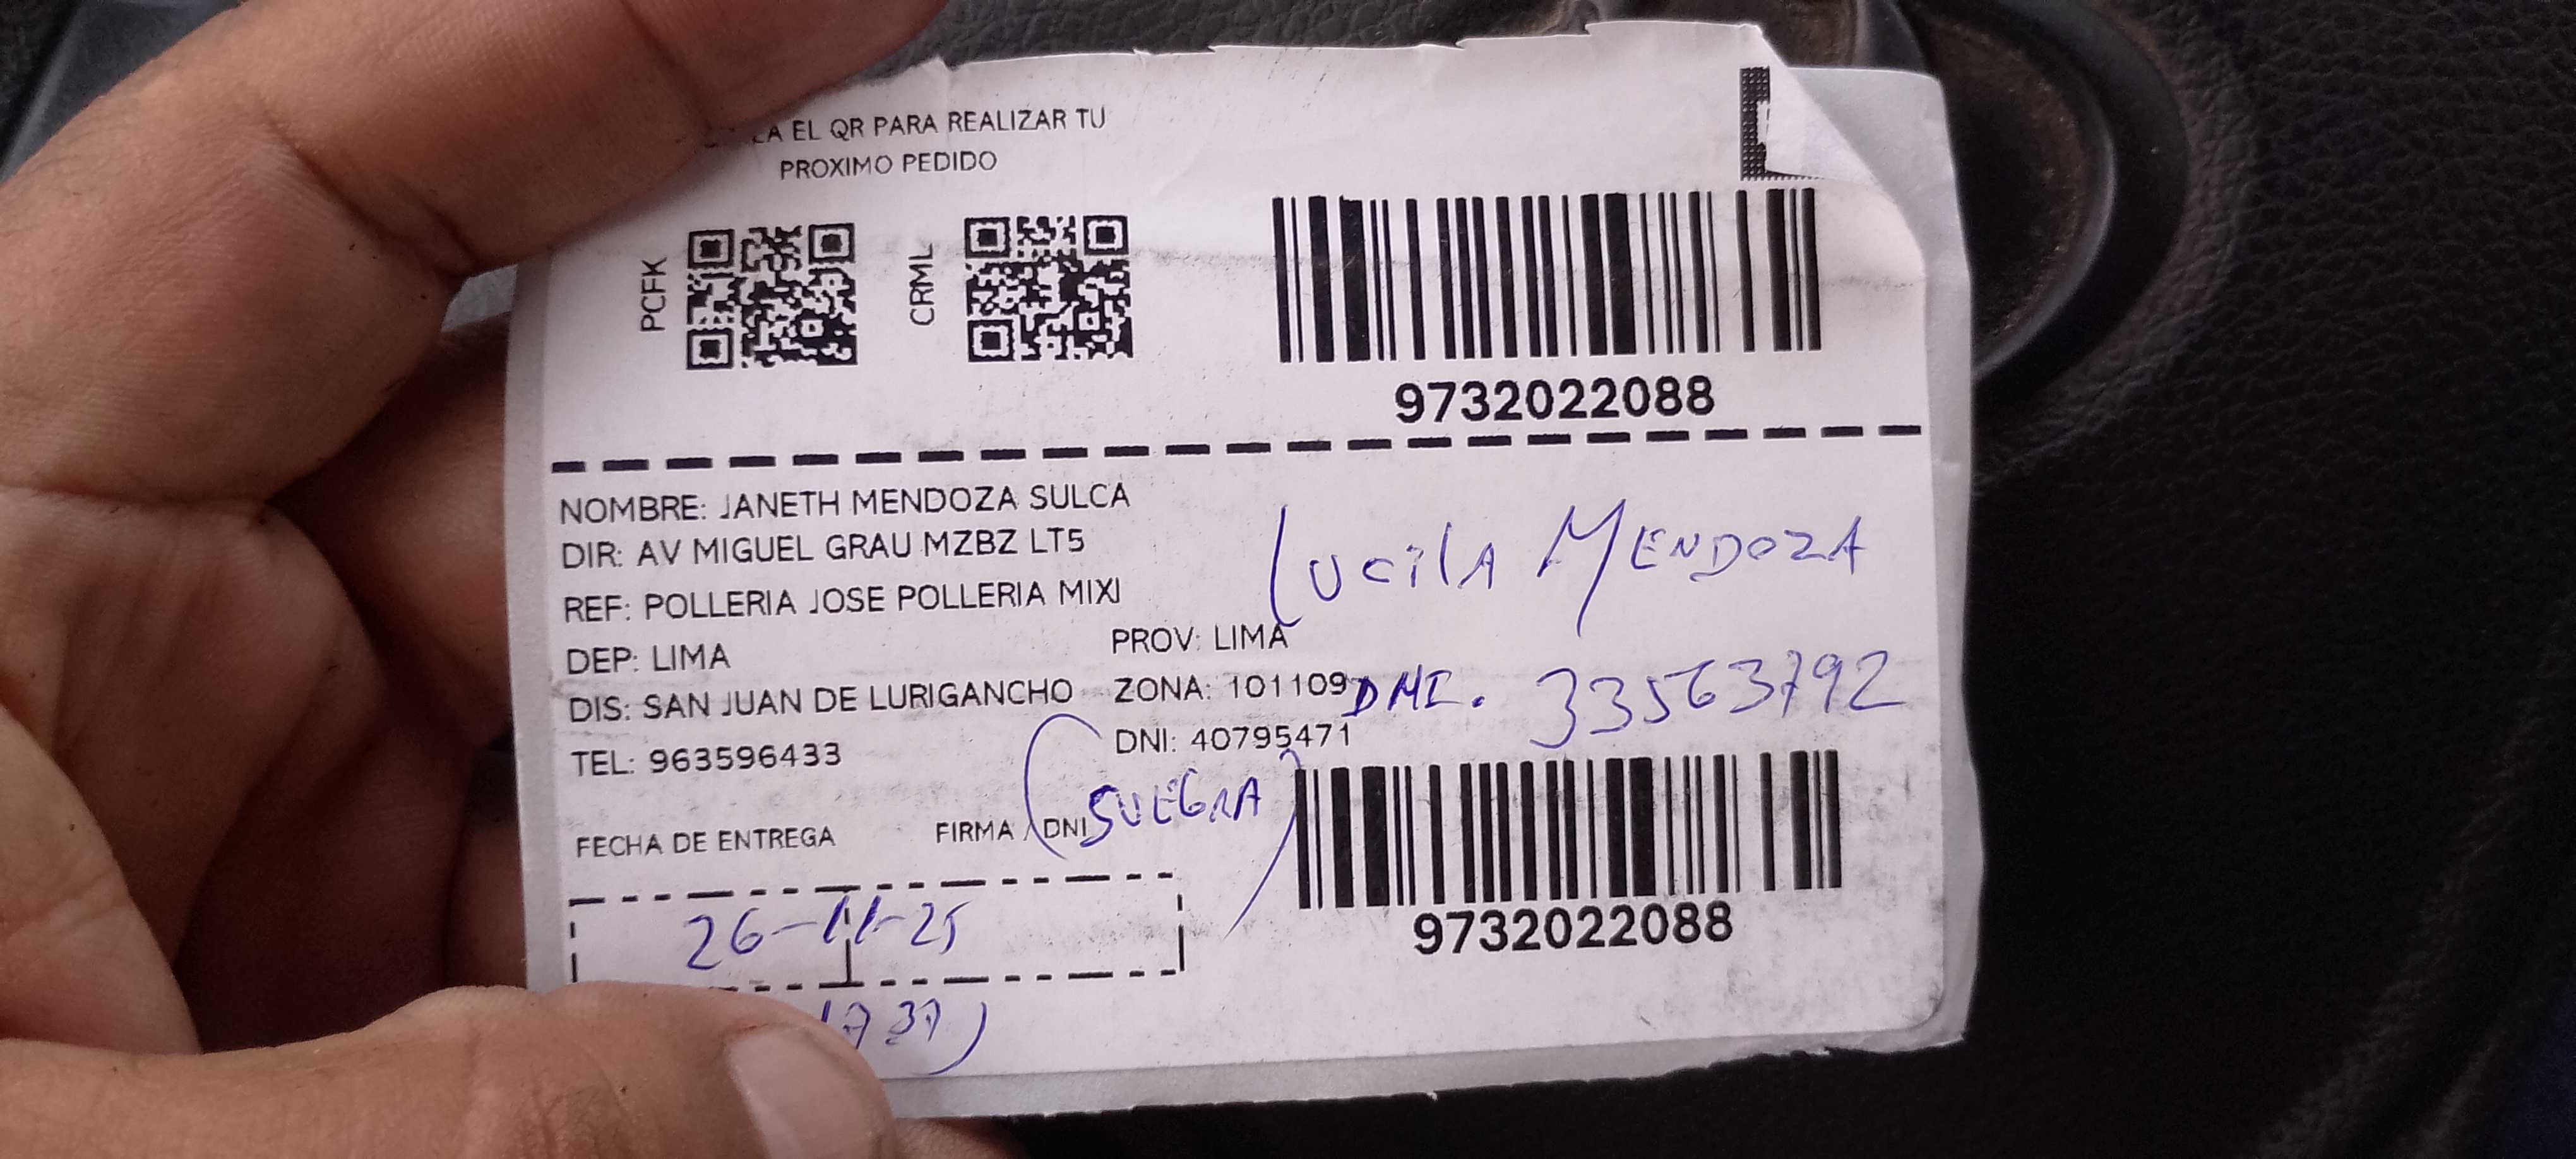 EL QR PARA REALIZAR TU
PROXIMO PEDIDO
PCFK
CRML
9732022088
NOMBRE: JANETH MENDOZA SULCA
DIR: AV MIGUEL GRAU MZBZ LT5
REF: POLLERIA JOSE POLLERIA MIXI
DEP: LIMA PROV: LIMA
DIS: SAN JUAN DE LURIGANCHO ZONA: 101109
TEL: 963596433 DNI: 40795471
LUCILA MENDOZA
DNI. 33563792
(SUEGRA)
FECHA DE ENTREGA FIRMA / DNI
26-11-25
9732022088